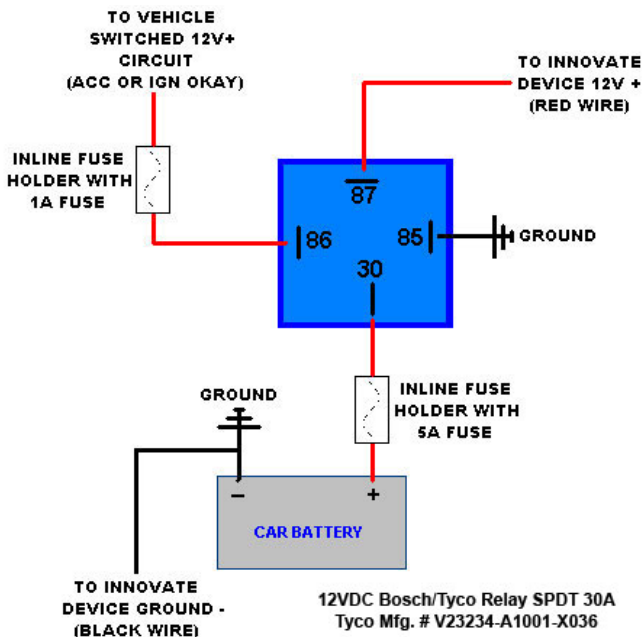 TO VEHICLE
SWITCHED 12V+
CIRCUIT
(ACC OR IGN OKAY)
TO INNOVATE
DEVICE 12V +
(RED WIRE)
INLINE FUSE
HOLDER WITH
1A FUSE
87
86
85
30
GROUND
INLINE FUSE
HOLDER WITH
5A FUSE
GROUND
–
+
CAR BATTERY
TO INNOVATE
DEVICE GROUND -
(BLACK WIRE)
12VDC Bosch/Tyco Relay SPDT 30A
Tyco Mfg. # V23234-A1001-X036